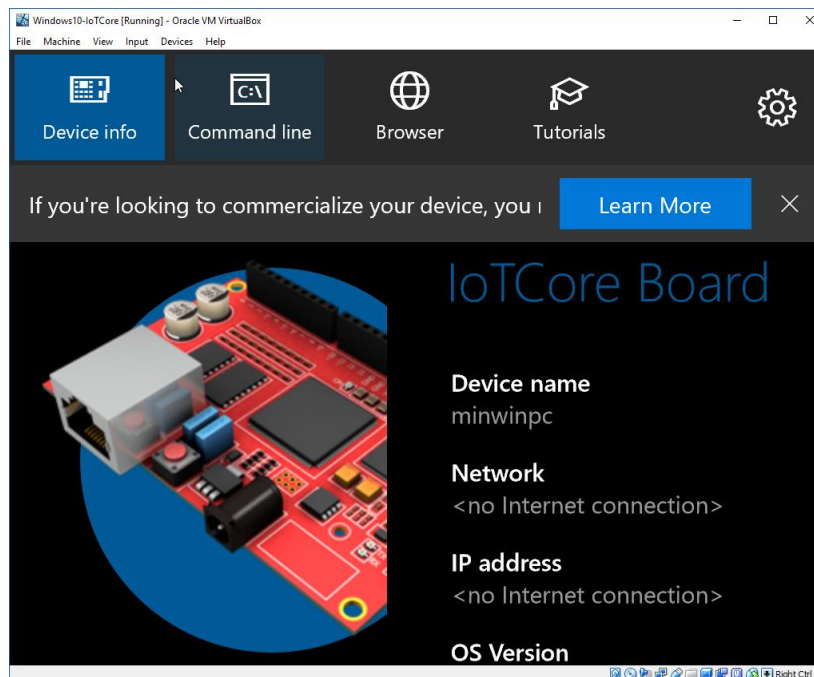 Windows10-IoTCore [Running] - Oracle VM VirtualBox
File Machine View Input Devices Help
C:\
Device info Command line Browser Tutorials
If you're looking to commercialize your device, you
Learn More
IoTCore Board
Device name
minwinpc
Network
<no Internet connection>
IP address
<no Internet connection>
OS Version
Right Ctrl